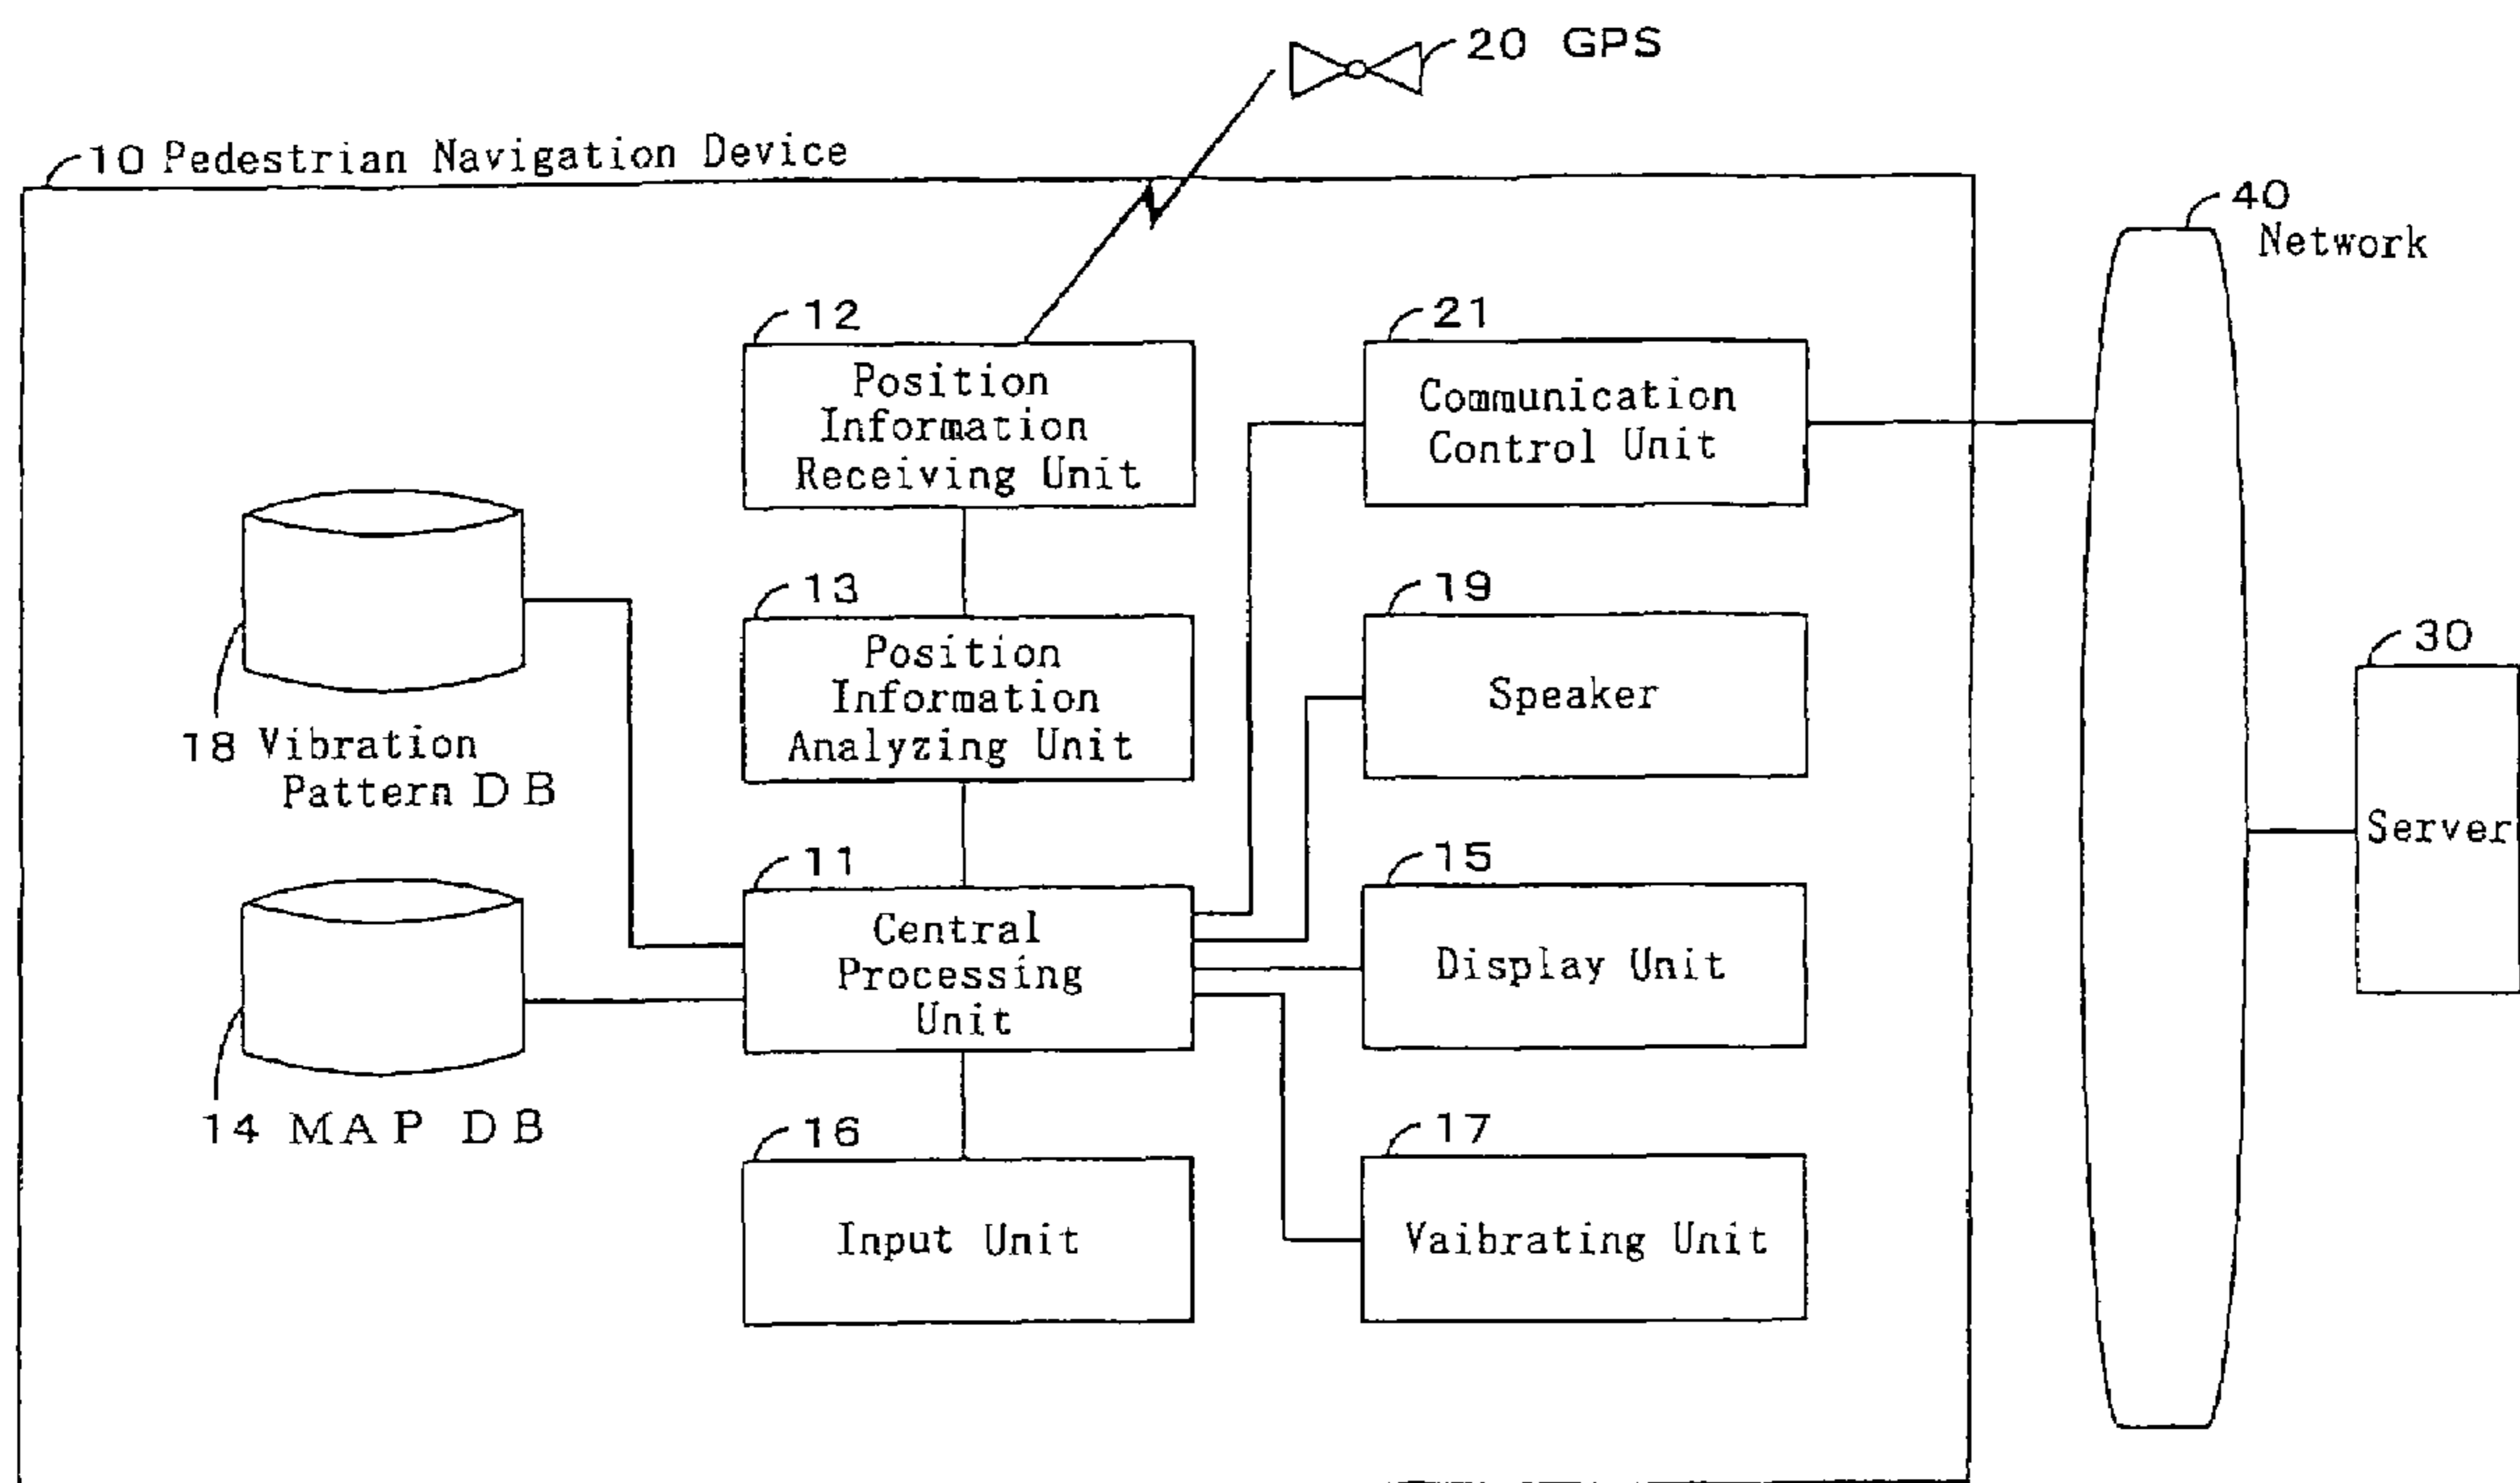 20 GPS
10 Pedestrian Navigation Device
40
Network
12
Position
Information
Receiving Unit
21
Communication
Control Unit
18 Vibration
Pattern DB
13
Position
Information
Analyzing Unit
19
Speaker
30
Server
14 MAP DB
11
Central
Processing
Unit
15
Display Unit
16
Input Unit
17
Vaibrating Unit